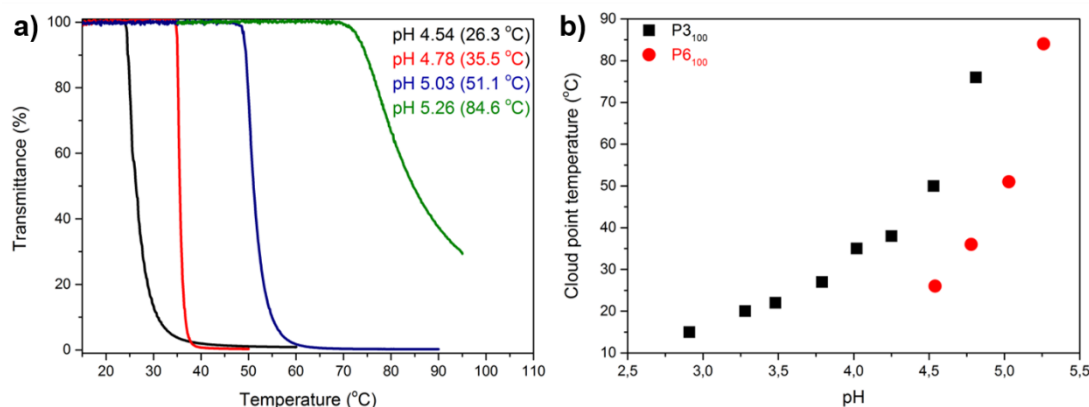 a)
pH 4.54 (26.3 °C)
pH 4.78 (35.5 °C)
pH 5.03 (51.1 °C)
pH 5.26 (84.6 °C)
100
80
60
40
20
0
Transmittance (%)
20 30 40 50 60 70 80 90 100 110
Temperature (°C)
b)
P3₁₀₀
P6₁₀₀
90
80
70
60
50
40
30
20
10
Cloud point temperature (°C)
2,5 3,0 3,5 4,0 4,5 5,0 5,5
pH